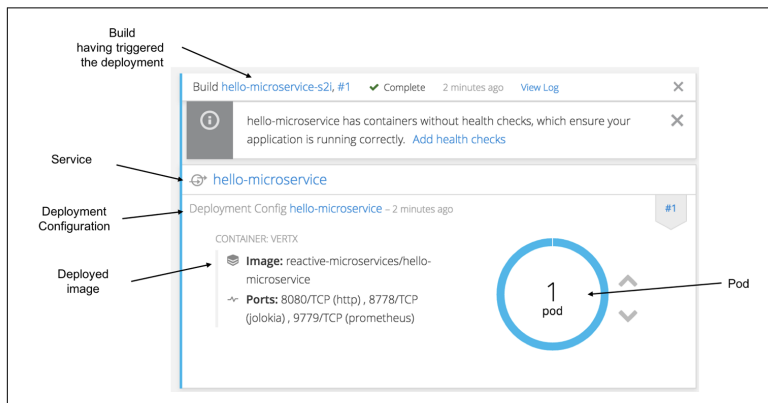 Build
having triggered
the deployment
Build hello-microservice-s2i, #1 Complete 2 minutes ago View Log
hello-microservice has containers without health checks, which ensure your
application is running correctly. Add health checks
Service
hello-microservice
Deployment
Configuration
Deployment Config hello-microservice – 2 minutes ago
#1
CONTAINER: VERTX
Deployed
image
Image: reactive-microservices/hello-
microservice
Ports: 8080/TCP (http) , 8778/TCP
(jolokia) , 9779/TCP (prometheus)
1
pod
Pod